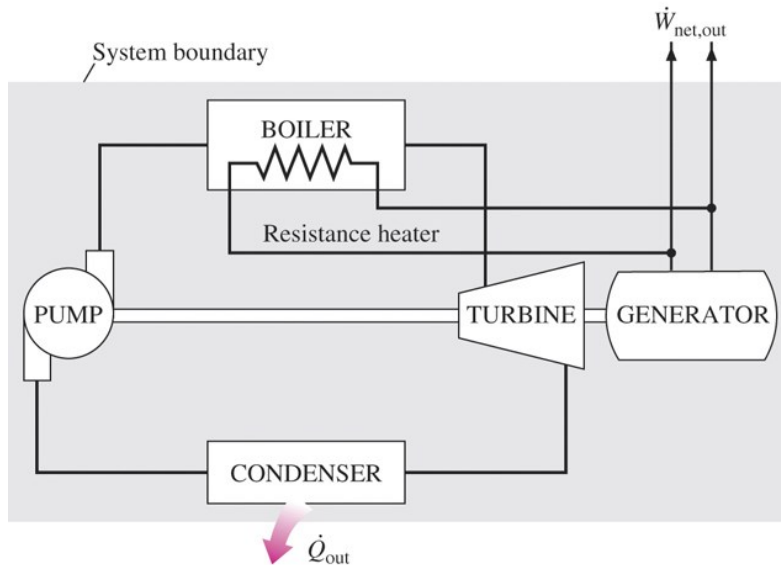 Ẇnet,out
System boundary
BOILER
Resistance heater
PUMP
TURBINE
GENERATOR
CONDENSER
Q̇out